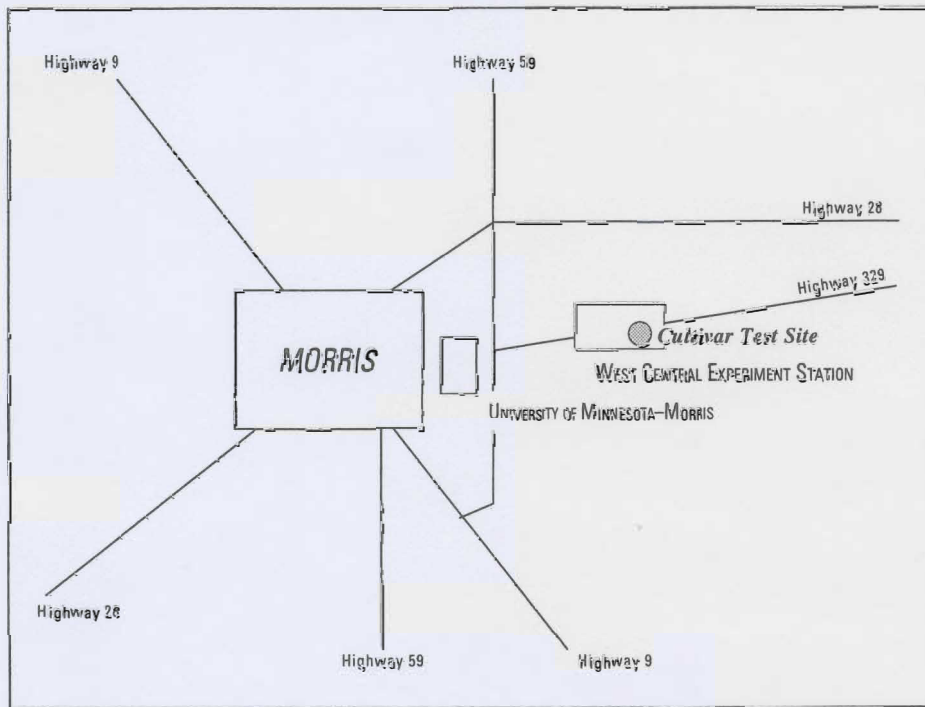 Highway 9
Highway 59
Highway 28
Highway 329
Cultivar Test Site
MORRIS
WEST CENTRAL EXPERIMENT STATION
UNIVERSITY OF MINNESOTA–MORRIS
Highway 28
Highway 59
Highway 9